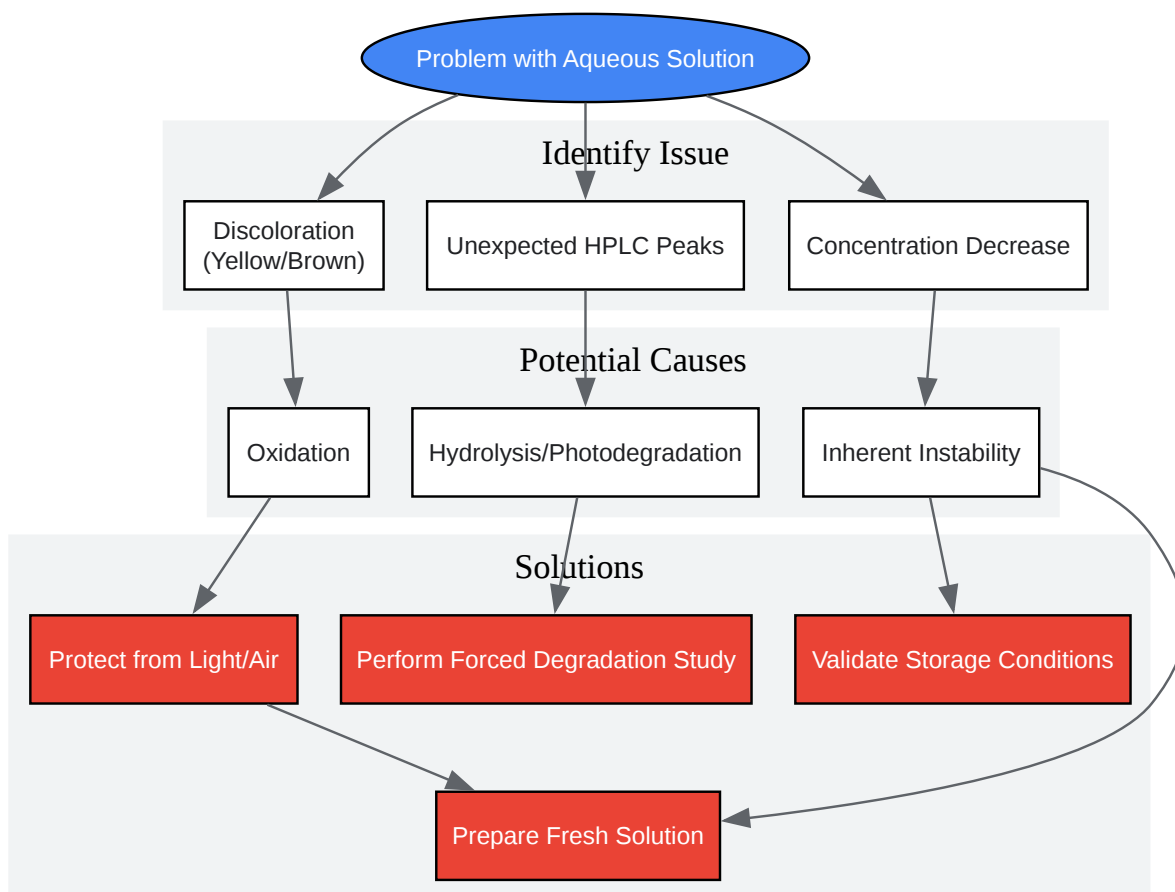 Problem with Aqueous Solution
Identify Issue
Discoloration
(Yellow/Brown)
Unexpected HPLC Peaks
Concentration Decrease
Potential Causes
Oxidation
Hydrolysis/Photodegradation
Inherent Instability
Solutions
Protect from Light/Air
Perform Forced Degradation Study
Validate Storage Conditions
Prepare Fresh Solution